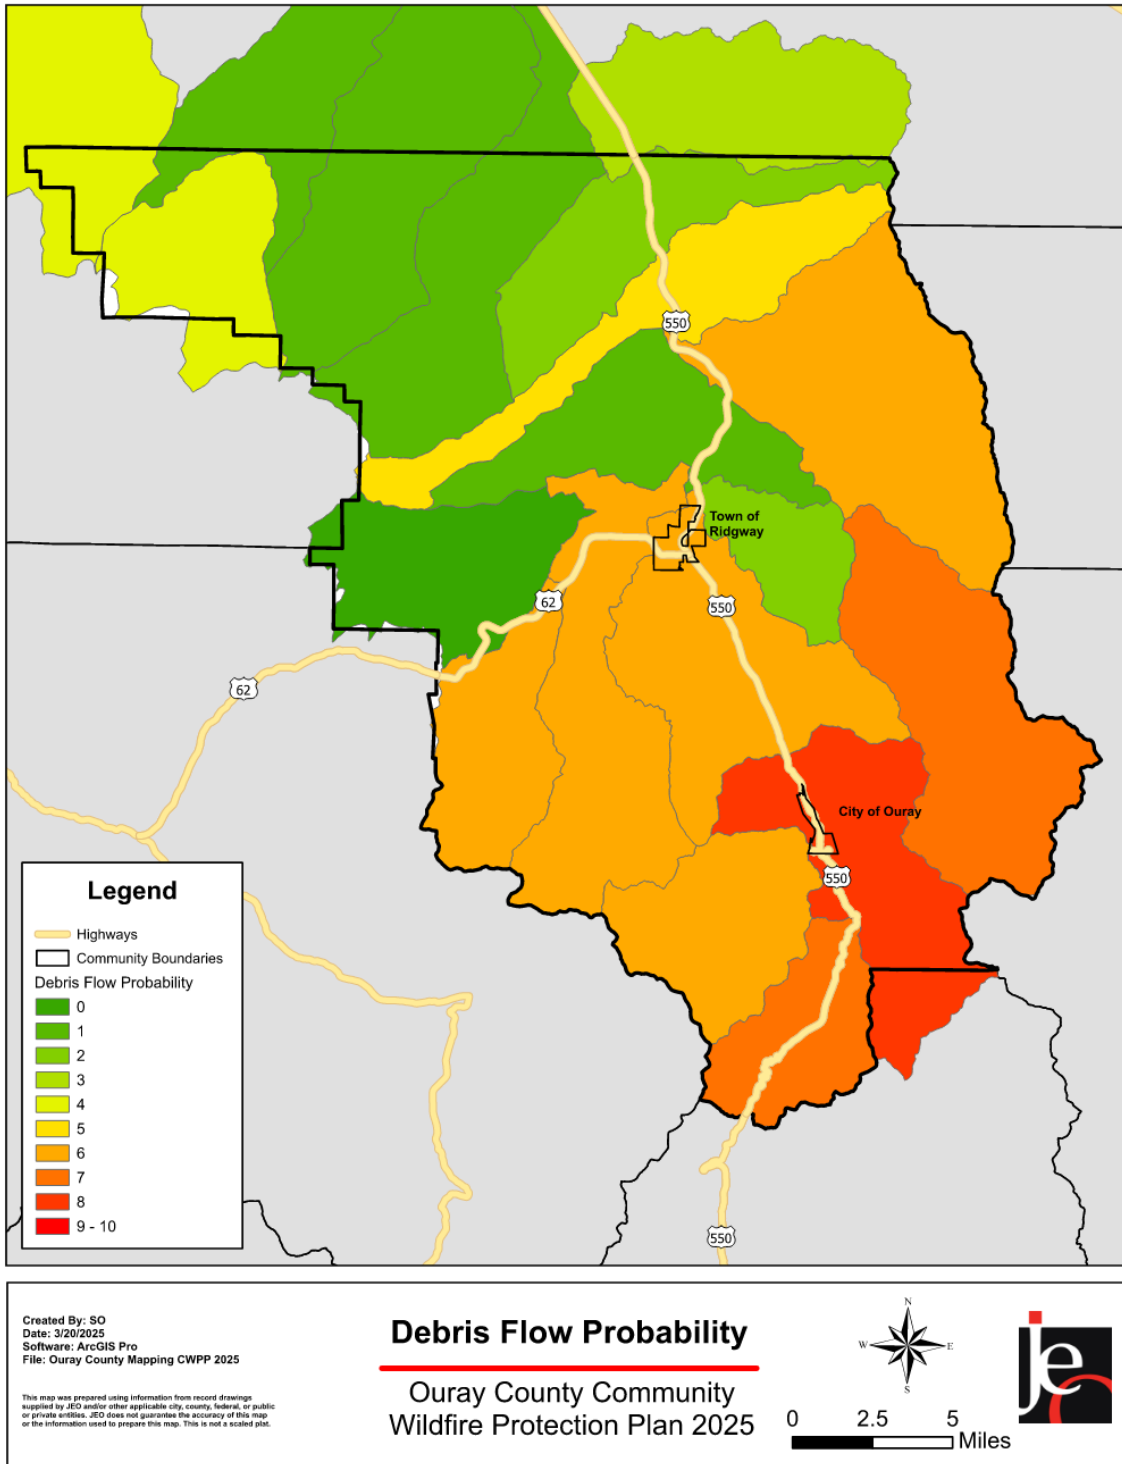 550
Town of
Ridgway
62
550
62
City of Ouray
550
Legend
Highways
Community Boundaries
Debris Flow Probability
0
1
2
3
4
5
6
7
8
9 - 10
550
Created By: SO
Date: 3/20/2025
Software: ArcGIS Pro
File: Ouray County Mapping CWPP 2025
This map was prepared using information from record drawings
supplied by JEO and/or other applicable city, county, federal, or public
or private entities. JEO does not guarantee the accuracy of this map
or the information used to prepare this map. This is not a scaled plat.
Debris Flow Probability
Ouray County Community
Wildfire Protection Plan 2025
N
W E
S
0 2.5 5
Miles
jeo